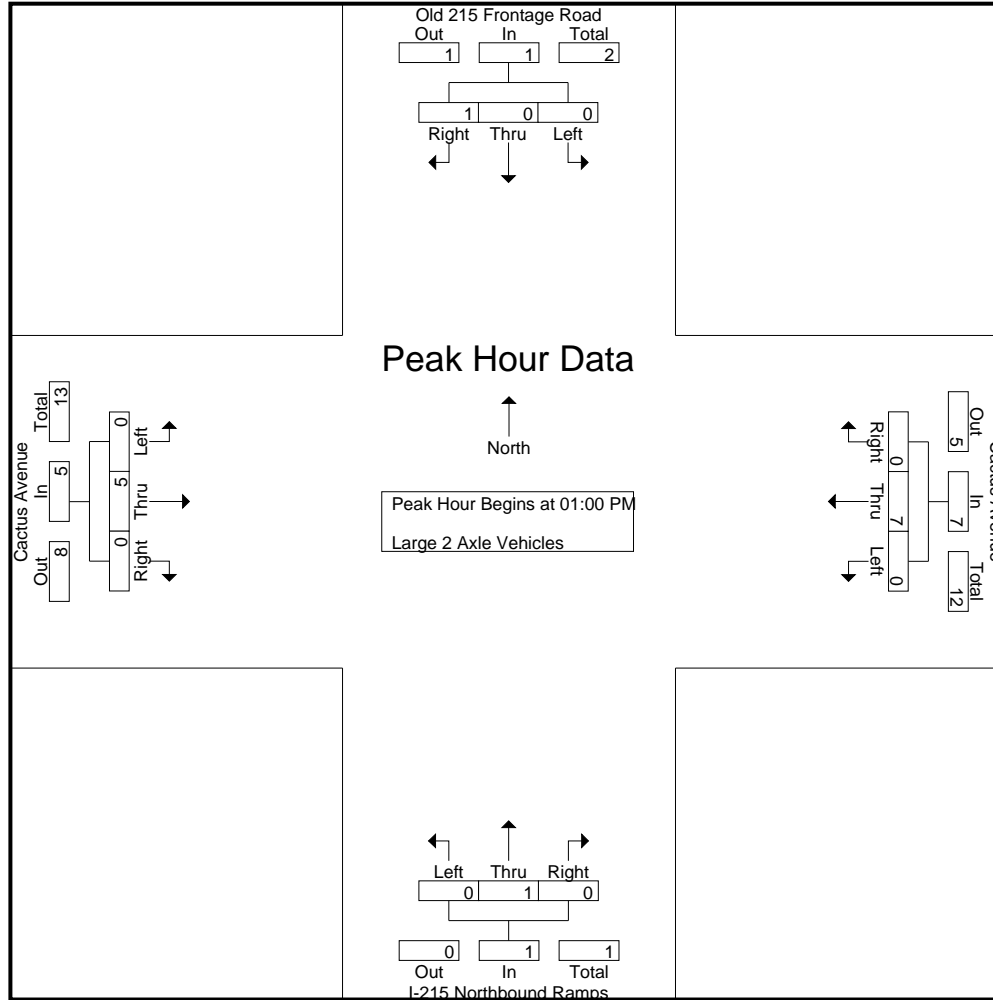 Old 215 Frontage Road
Out In Total
1 1 2
1 0 0
Right Thru Left
Peak Hour Data
North
Peak Hour Begins at 01:00 PM
Large 2 Axle Vehicles
Cactus Avenue
Total In Out
13 5 8
0 5 0
Left Thru Right
Right Thru Left
0 7 0
Out In Total
5 7 12
Left Thru Right
0 1 0
0 1 1
Out In Total
I-215 Northbound Ramps